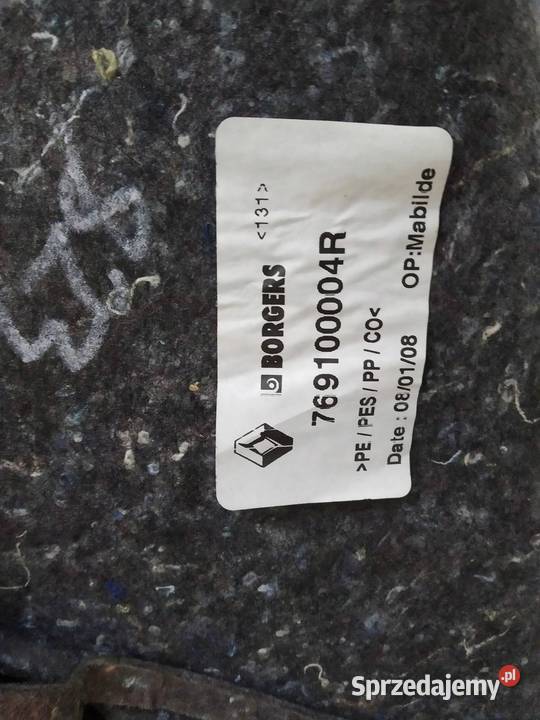 BORGERS <131>
769100004R
>PE / PES / PP / CO<
Date : 08/01/08 OP:Mabilde
Sprzedajemy.pl